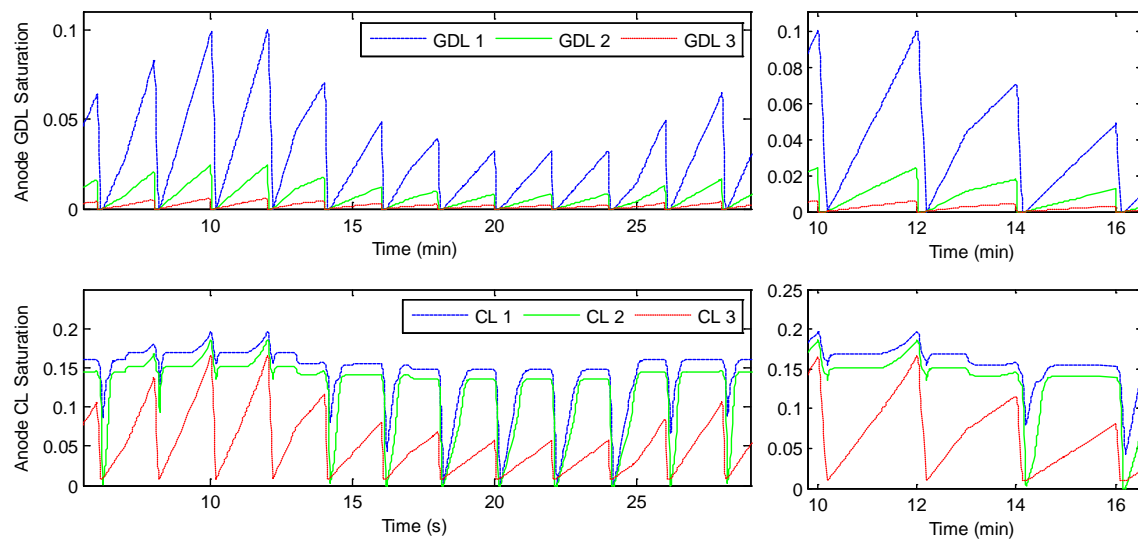 Anode GDL Saturation
0.1
0.05
0
GDL 1 GDL 2 GDL 3
10 15 20 25
Time (min)
0.1
0.1
0.08
0.06
0.04
0.02
0
10 12 14 16
Time (min)
Anode CL Saturation
0.2
0.15
0.1
0.05
0
CL 1 CL 2 CL 3
10 15 20 25
Time (s)
0.25
0.2
0.15
0.1
0.05
0
10 12 14 16
Time (min)